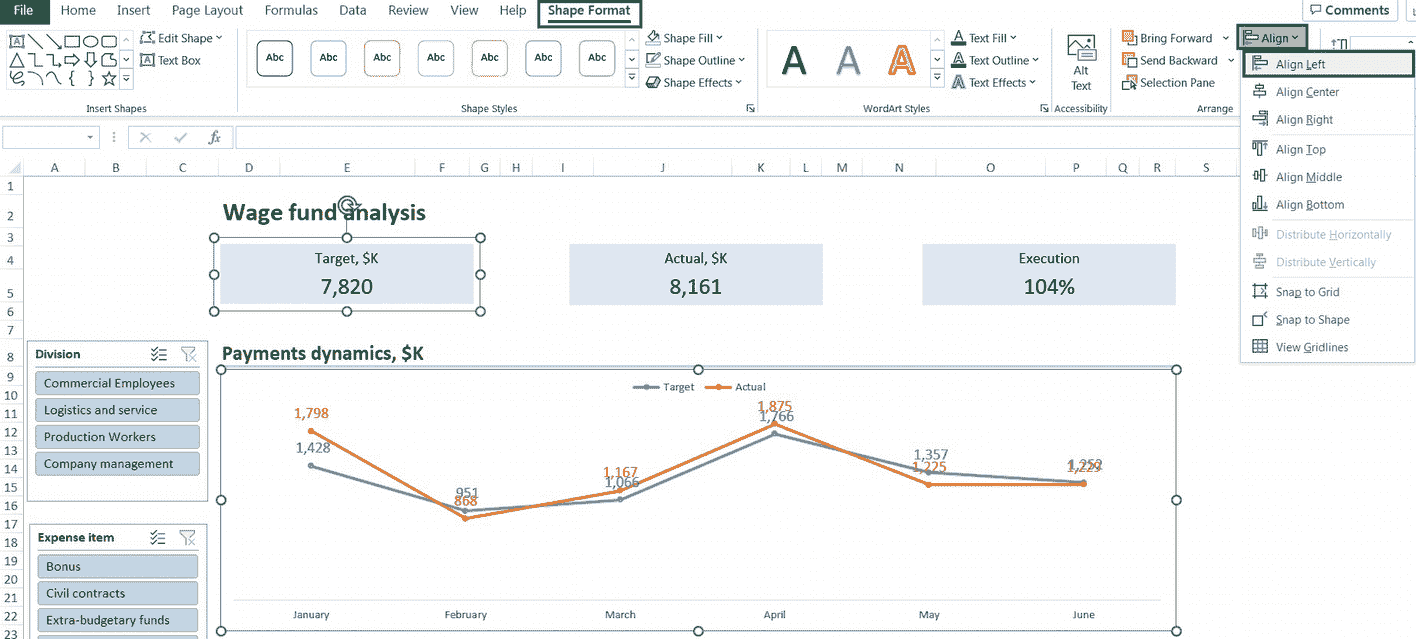 File Home Insert Page Layout Formulas Data Review View Help Shape Format Comments
Edit Shape
Text Box
Insert Shapes
Abc Abc Abc Abc Abc Abc Abc
Shape Fill
Shape Outline
Shape Effects
Shape Styles
A A A
Text Fill
Text Outline
Text Effects
WordArt Styles
Alt
Text
Accessibility
Bring Forward
Send Backward
Selection Pane
Arrange
Align
Align Left
Align Center
Align Right
Align Top
Align Middle
Align Bottom
Distribute Horizontally
Distribute Vertically
Snap to Grid
Snap to Shape
View Gridlines
fx
A B C D E F G H I J K L M N O P Q R S
1
2
3
4
5
6
7
8
9
10
11
12
13
14
15
16
17
18
19
20
21
22
23
Wage fund analysis
Target, $K
7,820
Actual, $K
8,161
Execution
104%
Division
Commercial Employees
Logistics and service
Production Workers
Company management
Expense item
Bonus
Civil contracts
Extra-budgetary funds
Payments dynamics, $K
Target Actual
1,798
1,428
951
868
1,167
1,066
1,875
1,766
1,357
1,225
January February March April May June